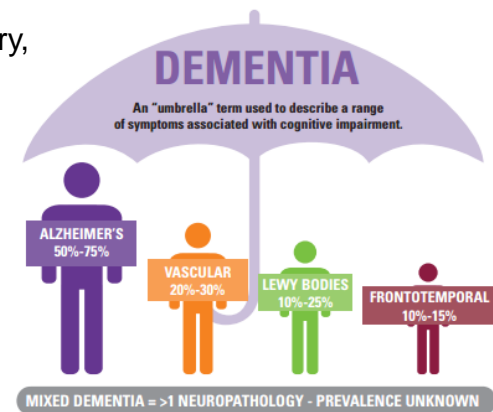 ry,
DEMENTIA
An "umbrella" term used to describe a range
of symptoms associated with cognitive impairment.
ALZHEIMER'S
50%-75%
VASCULAR
20%-30%
LEWY BODIES
10%-25%
FRONTOTEMPORAL
10%-15%
MIXED DEMENTIA = >1 NEUROPATHOLOGY - PREVALENCE UNKNOWN